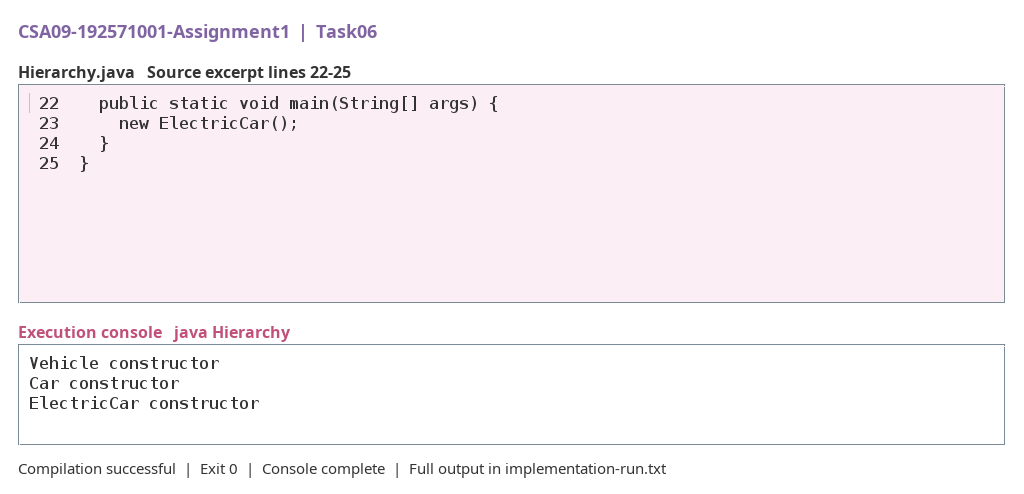 CSA09-192571001-Assignment1 | Task06
Hierarchy.java Source excerpt lines 22-25
22    public static void main(String[] args) {
23      new ElectricCar();
24    }
25  }
Execution console java Hierarchy
Vehicle constructor
Car constructor
ElectricCar constructor
Compilation successful | Exit 0 | Console complete | Full output in implementation-run.txt